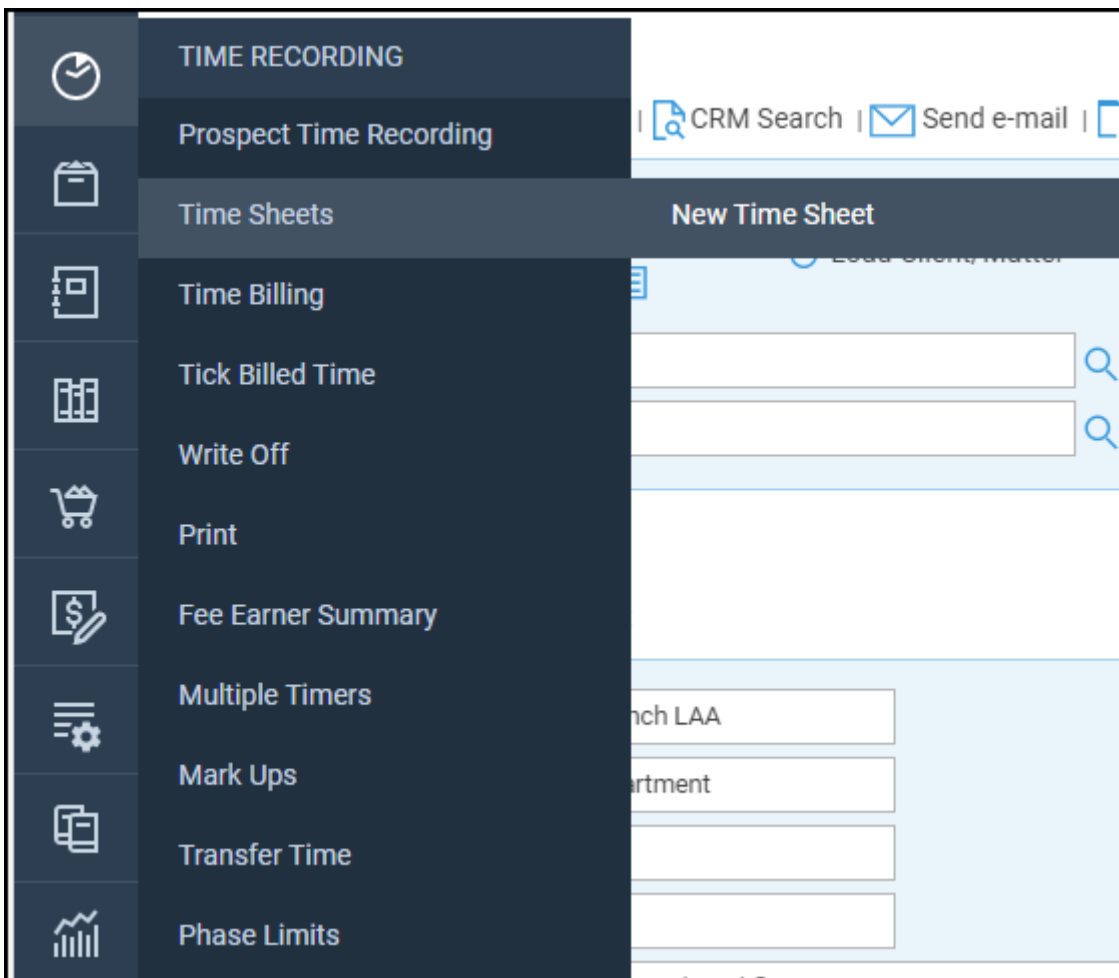 TIME RECORDING
CRM Search | Send e-mail |
Prospect Time Recording
Time Sheets New Time Sheet
Time Billing
Tick Billed Time
Write Off
Print
Fee Earner Summary
Multiple Timers
nch LAA
Mark Ups
artment
Transfer Time
Phase Limits